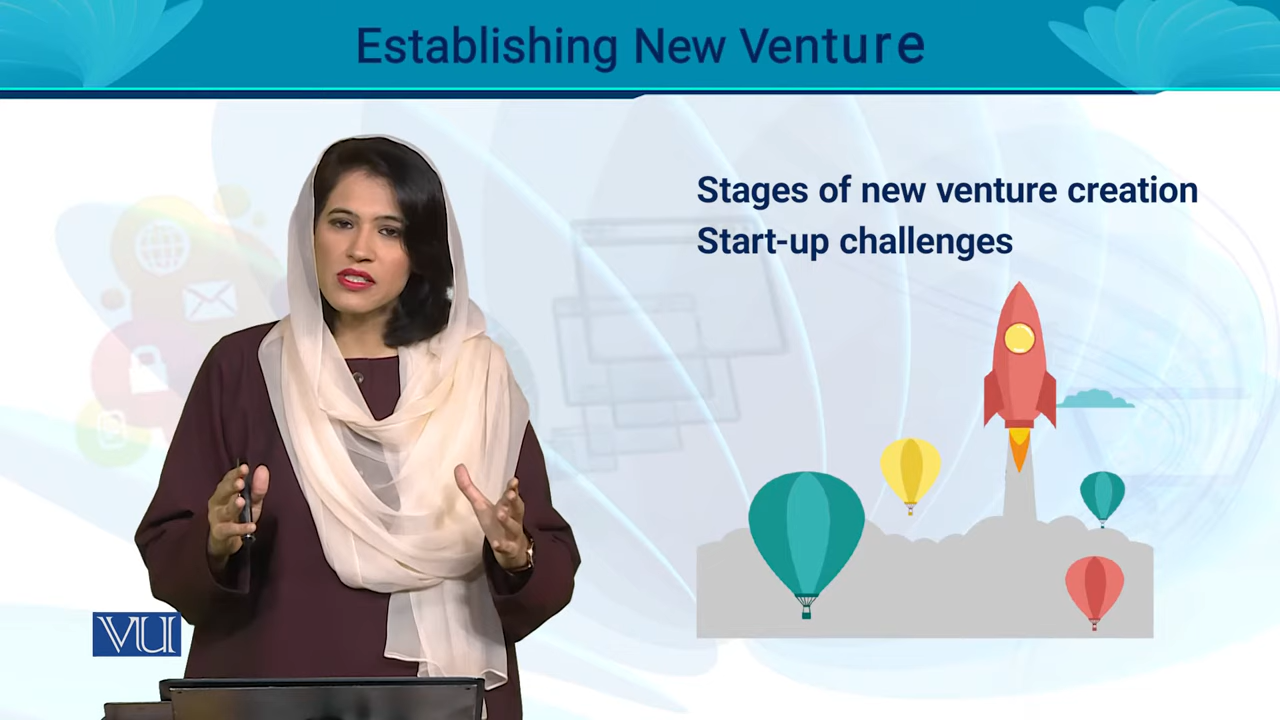 Establishing New Venture
Stages of new venture creation
Start-up challenges
VU